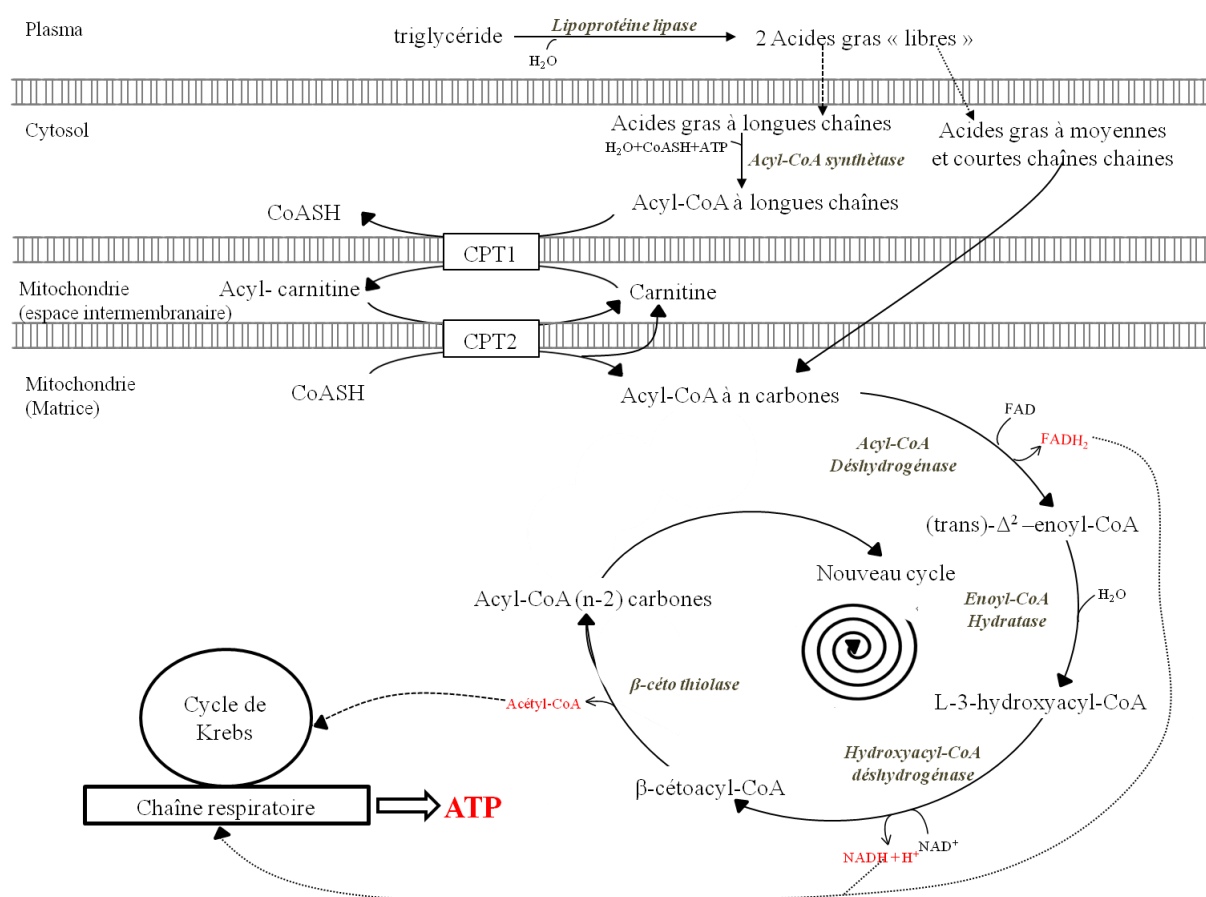 Plasma
triglycéride
Lipoprotéine lipase
H₂O
2 Acides gras « libres »
Cytosol
Acides gras à longues chaînes
H₂O+CoASH+ATP
Acyl-CoA synthètase
Acyl-CoA à longues chaînes
Acides gras à moyennes
et courtes chaînes chaines
CoASH
CPT1
Mitochondrie
(espace intermembranaire)
Acyl- carnitine
Carnitine
CPT2
Mitochondrie
(Matrice)
CoASH
Acyl-CoA à n carbones
FAD
FADH₂
Acyl-CoA
Déshydrogénase
(trans)-Δ² –enoyl-CoA
Nouveau cycle
Enoyl-CoA
Hydratase
H₂O
Acyl-CoA (n-2) carbones
β-céto thiolase
Acétyl-CoA
L-3-hydroxyacyl-CoA
Cycle de
Krebs
Hydroxyacyl-CoA
déshydrogénase
β-cétoacyl-CoA
Chaîne respiratoire
ATP
NADH + H⁺
NAD⁺